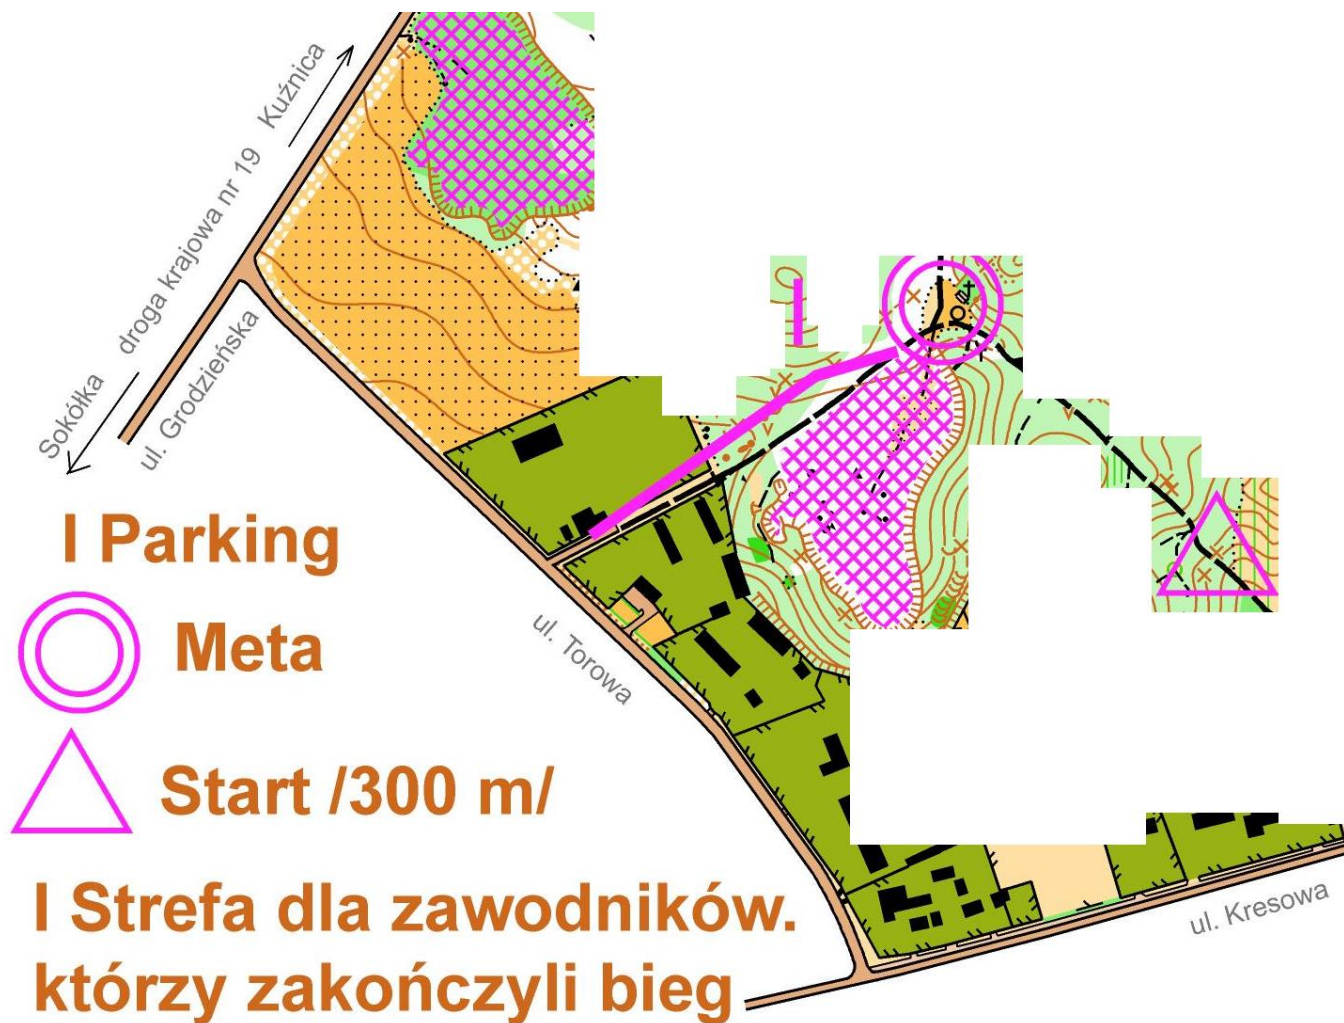 Kuźnica
droga krajowa nr 19
Sokółka
ul. Grodzieńska
I Parking
Meta
Start /300 m/
ul. Torowa
I Strefa dla zawodników.
którzy zakończyli bieg
ul. Kresowa